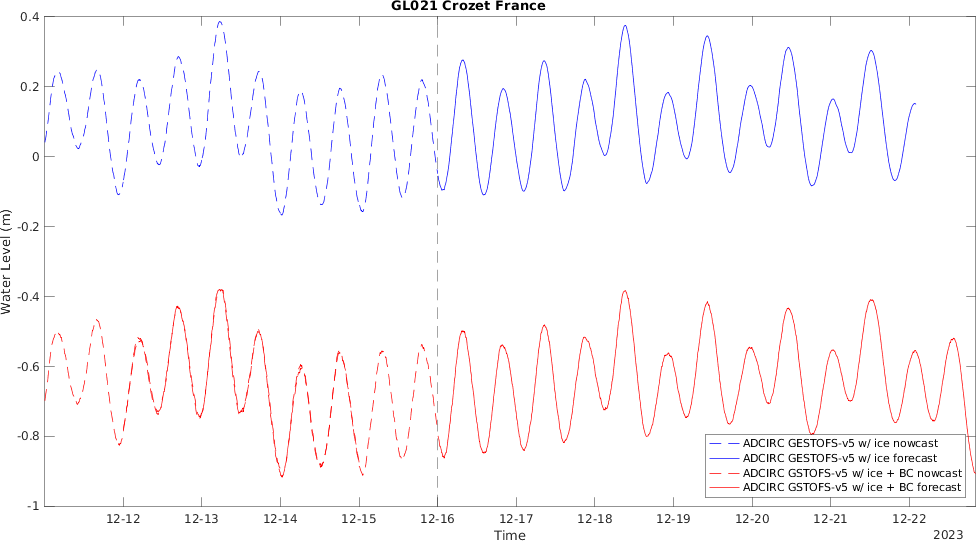 GL021 Crozet France
0.4
0.2
0
-0.2
-0.4
-0.6
-0.8
-1
Water Level (m)
ADCIRC GESTOFS-v5 w/ ice nowcast
ADCIRC GESTOFS-v5 w/ ice forecast
ADCIRC GSTOFS-v5 w/ ice + BC nowcast
ADCIRC GSTOFS-v5 w/ ice + BC forecast
12-12 12-13 12-14 12-15 12-16 12-17 12-18 12-19 12-20 12-21 12-22
Time
2023